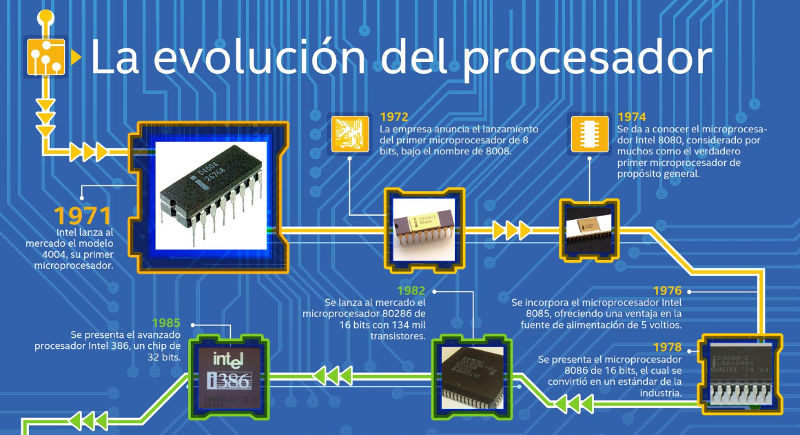 La evolución del procesador
1971
Intel lanza al
mercado el modelo
4004, su primer
microprocesador.
1972
La empresa anuncia el lanzamiento
del primer microprocesador de 8
bits, bajo el nombre de 8008.
1974
Se da a conocer el microprocesa-
dor Intel 8080, considerado por
muchos como el verdadero
primer microprocesador de
propósito general.
1976
Se incorpora el microprocesador Intel
8085, ofreciendo una ventaja en la
fuente de alimentación de 5 voltios.
1978
Se presenta el microprocesador
8086 de 16 bits, el cual se
convirtió en un estándar de la
industria.
1982
Se lanza al mercado el
microprocesador 80286 de
16 bits con 134 mil
transistores.
1985
Se presenta el avanzado
procesador Intel 386, un chip de
32 bits.
intel
i386